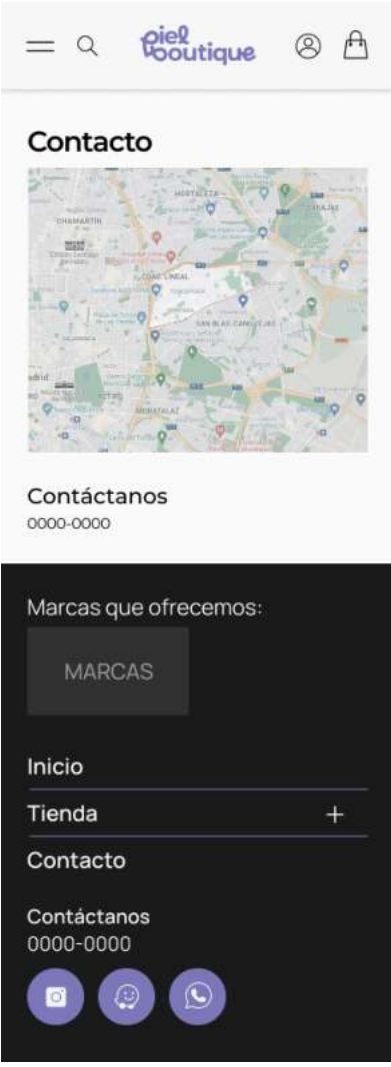 piel
boutique
Contacto
HORTALEZA
CHAMARTÍN
CDAD. LINEAL
SAN BLAS-CANILLEJAS
MORATALAZ
Contáctanos
0000-0000
Marcas que ofrecemos:
MARCAS
Inicio
Tienda
Contacto
Contáctanos
0000-0000